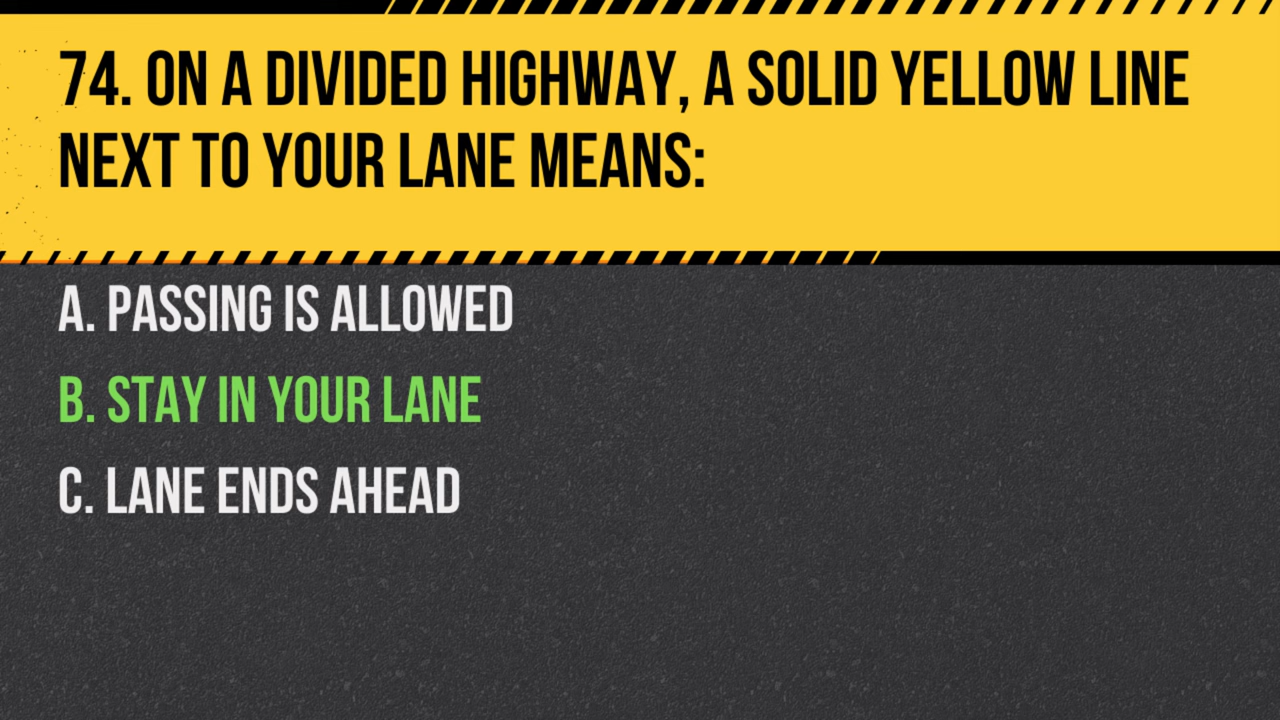 74. ON A DIVIDED HIGHWAY, A SOLID YELLOW LINE
NEXT TO YOUR LANE MEANS:
A. PASSING IS ALLOWED
B. STAY IN YOUR LANE
C. LANE ENDS AHEAD